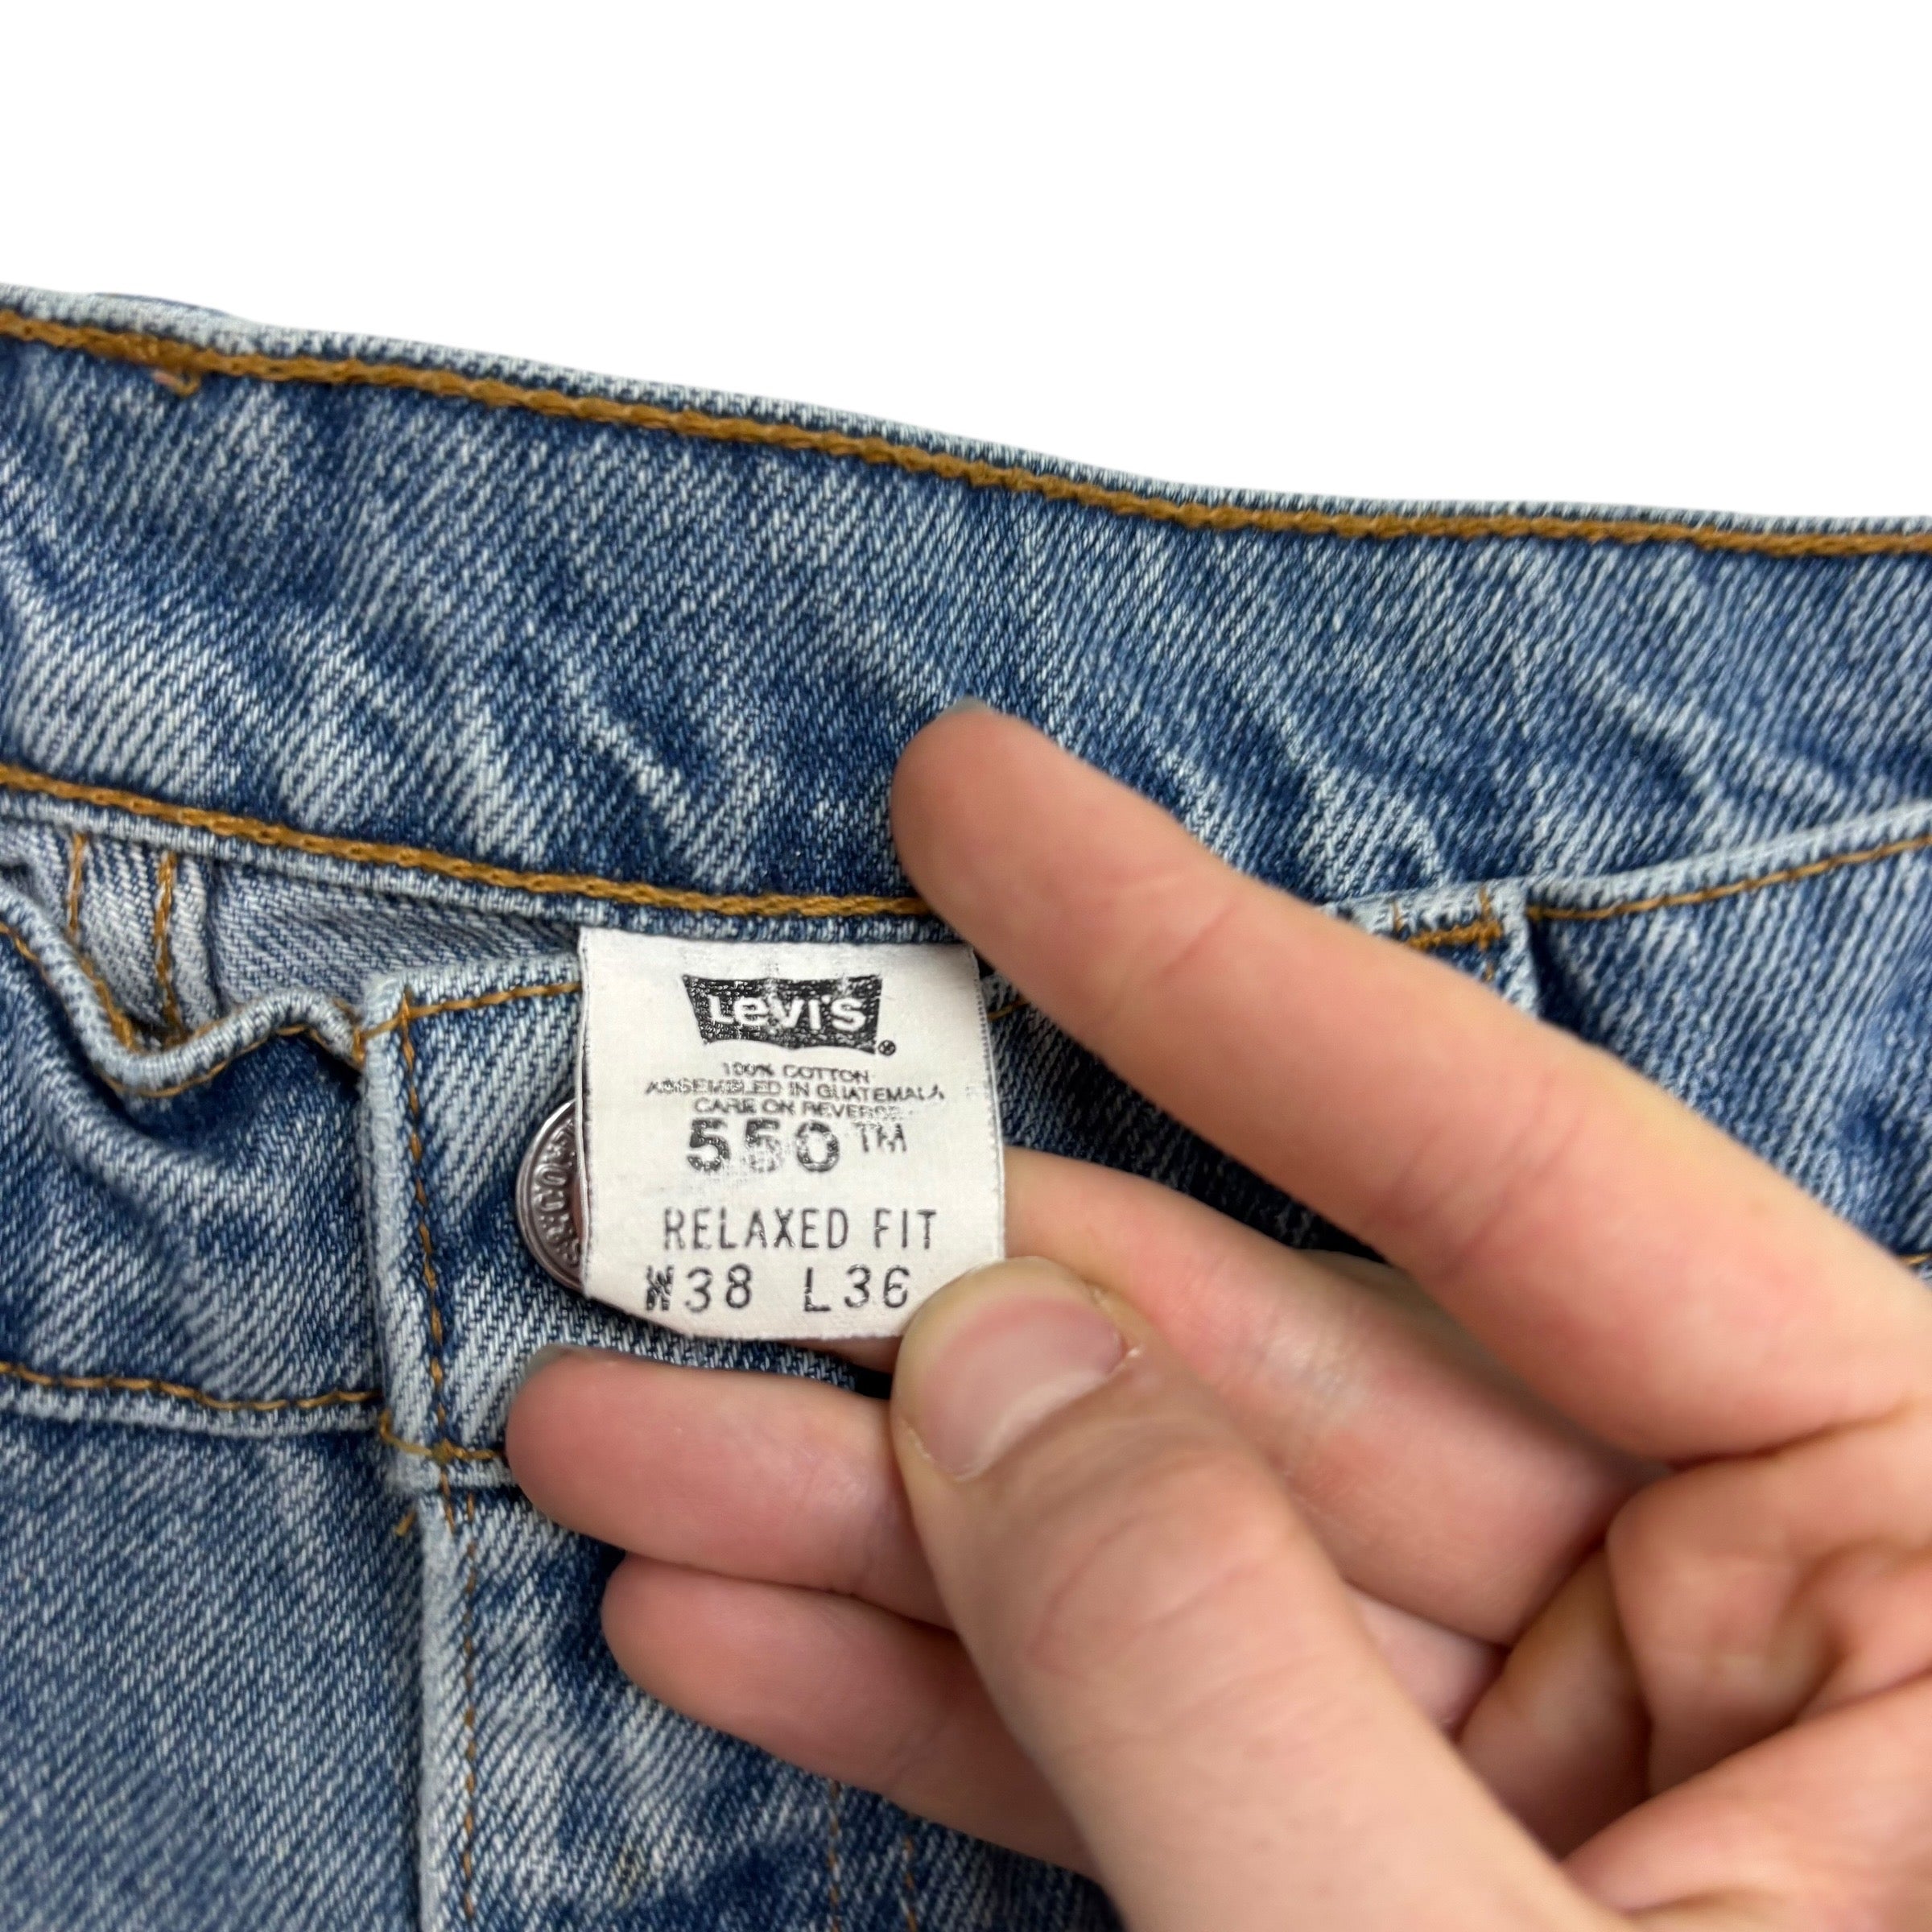 Levi's®
100% COTTON
ASSEMBLED IN GUATEMALA
CARE ON REVERSE
550™
RELAXED FIT
W38 L36